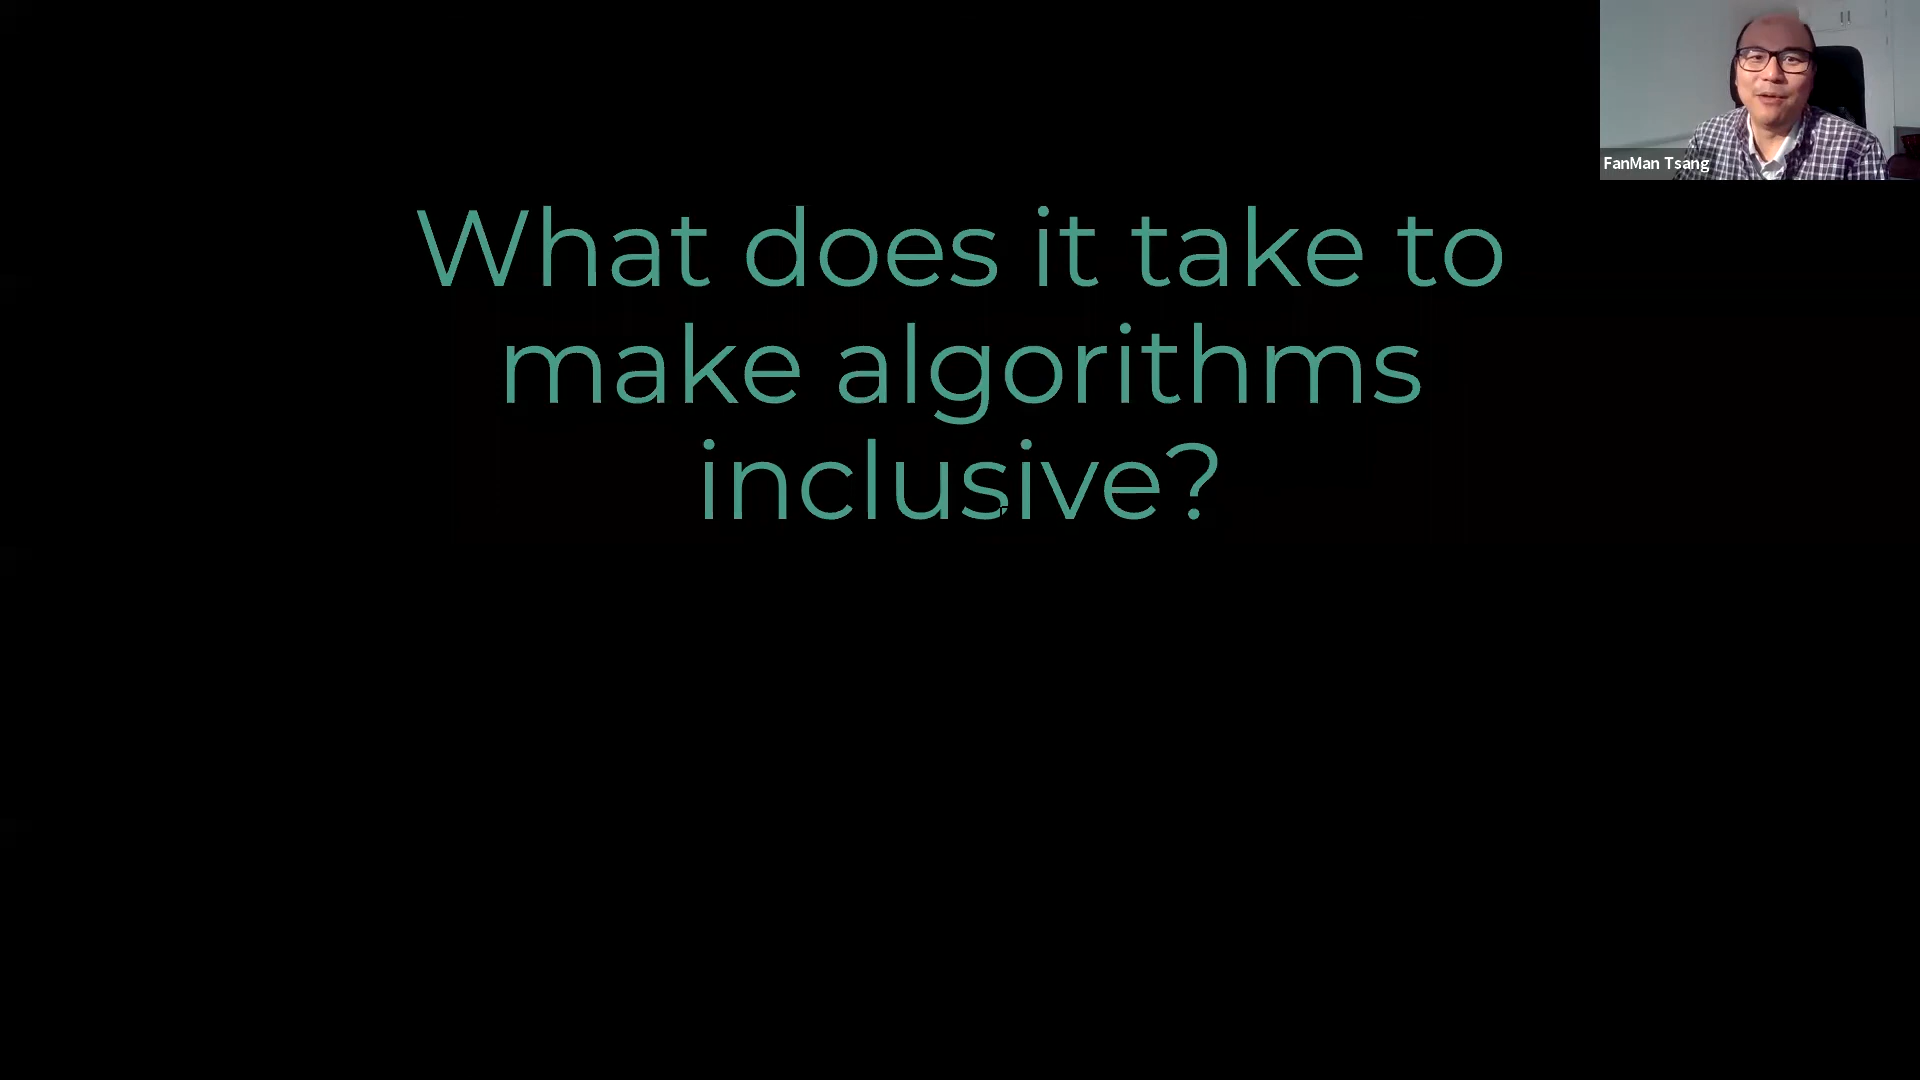 What does it take to
make algorithms
inclusive?
FanMan Tsang